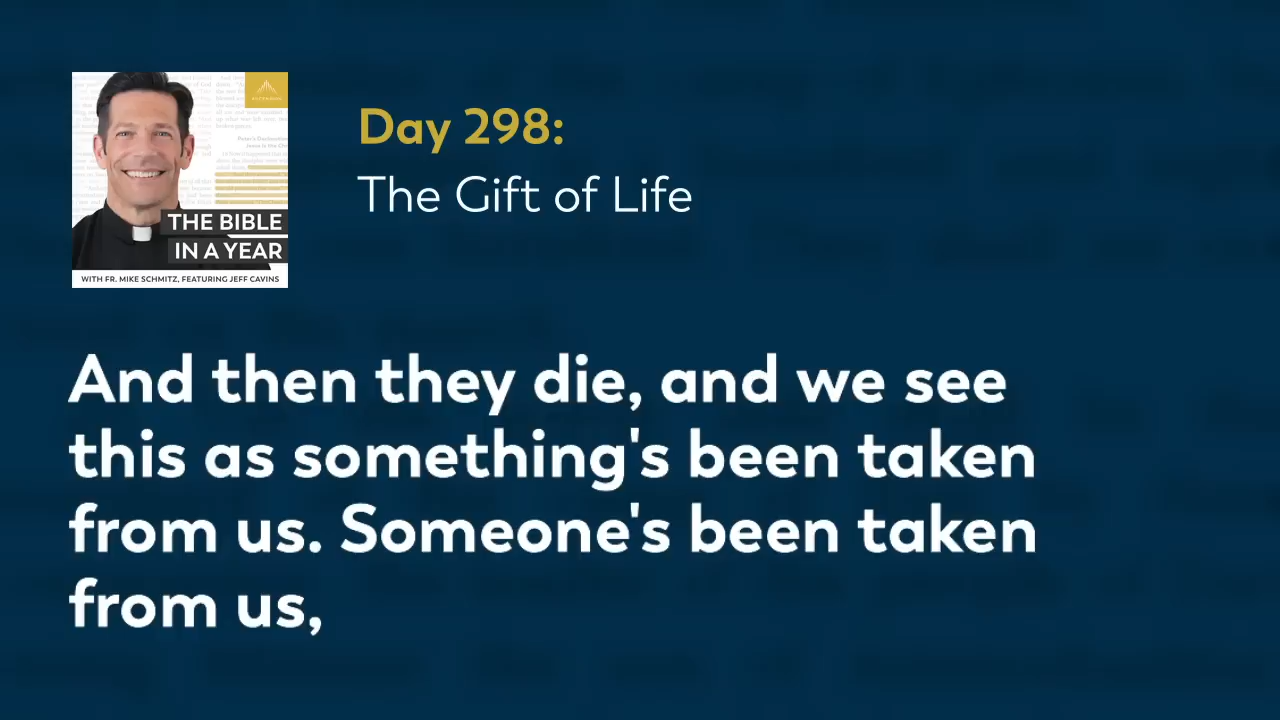 Day 298:
The Gift of Life
THE BIBLE
IN A YEAR
WITH FR. MIKE SCHMITZ, FEATURING JEFF CAVINS
And then they die, and we see
this as something's been taken
from us. Someone's been taken
from us,